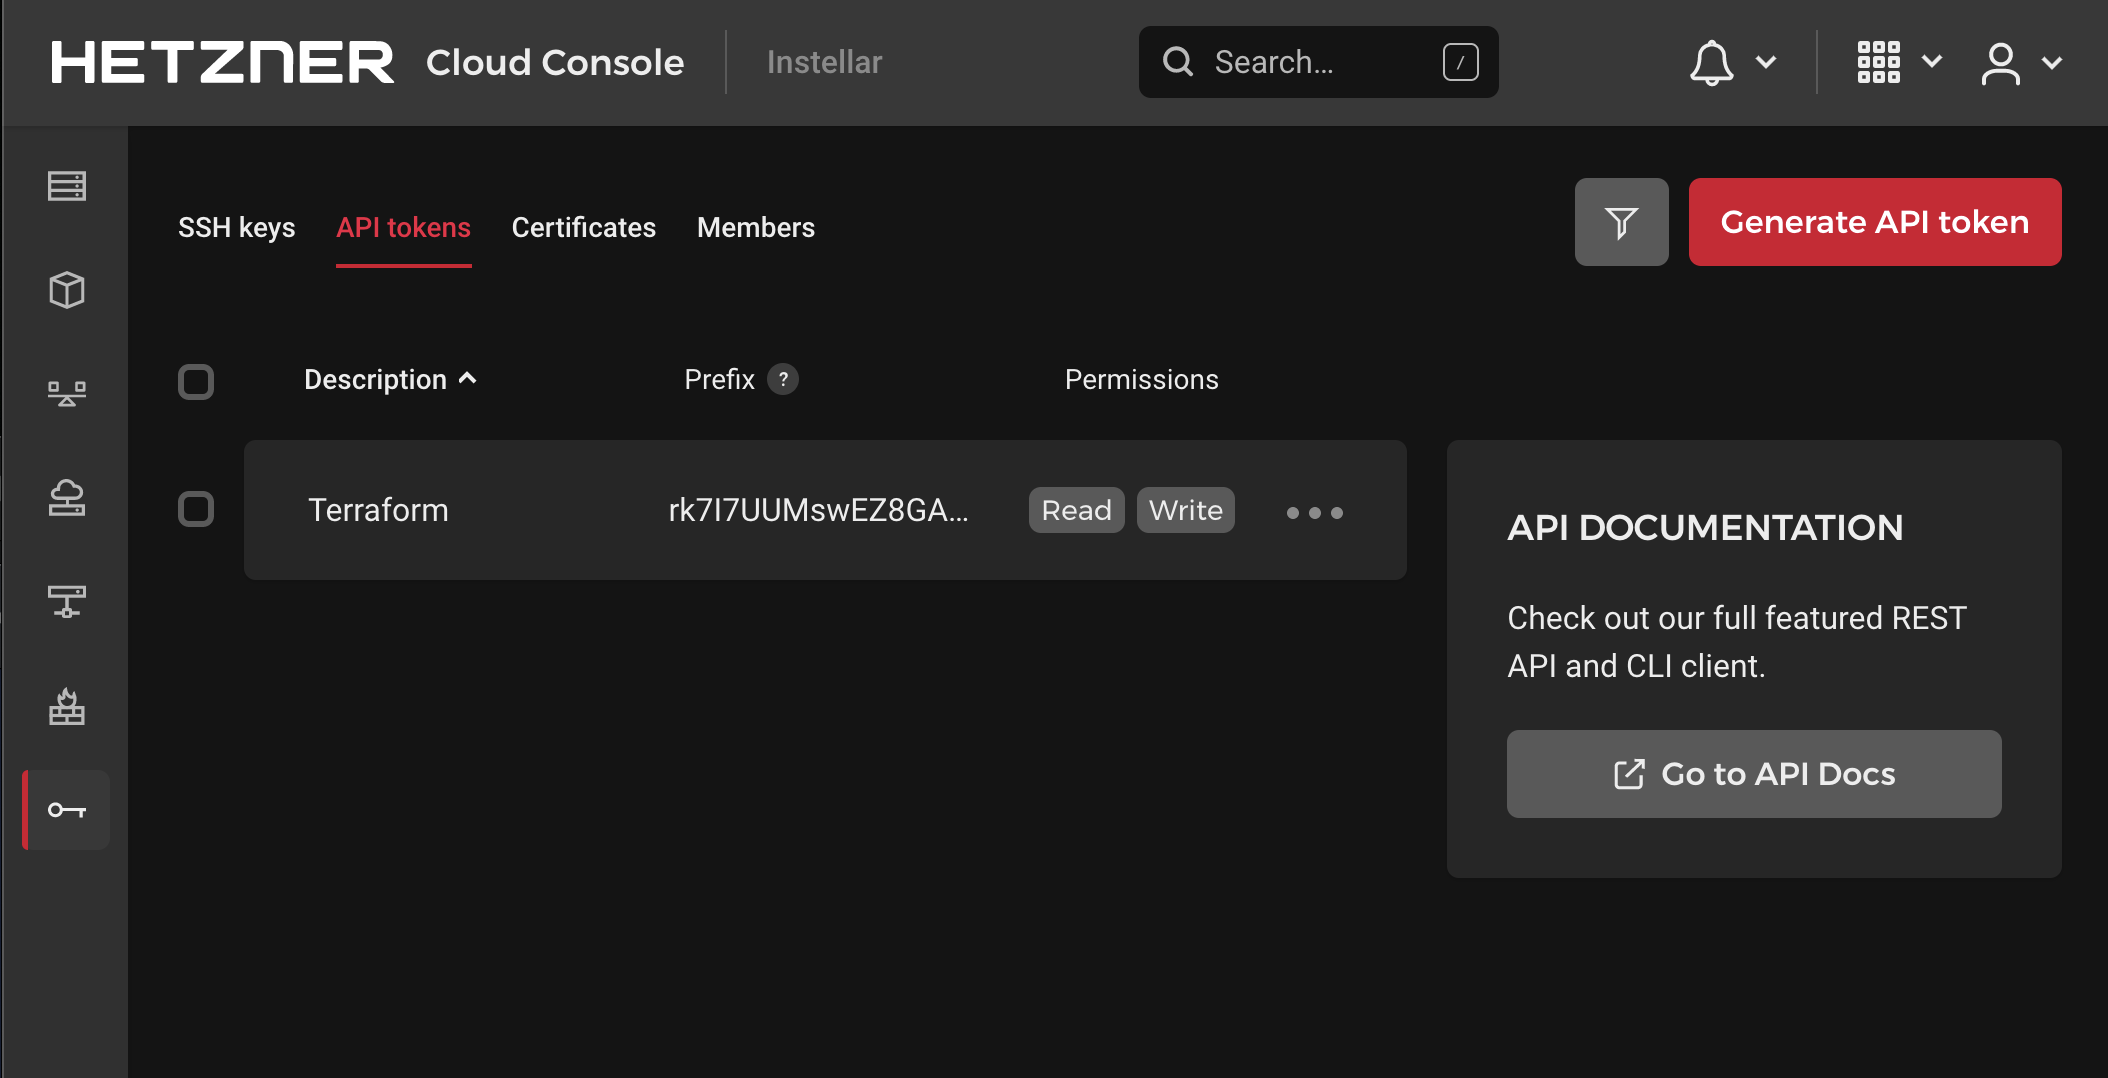 HETZNER Cloud Console Instellar Search... /
SSH keys API tokens Certificates Members Generate API token
Description Prefix ? Permissions
Terraform rk7I7UUMswEZ8GA... Read Write
API DOCUMENTATION
Check out our full featured REST
API and CLI client.
Go to API Docs